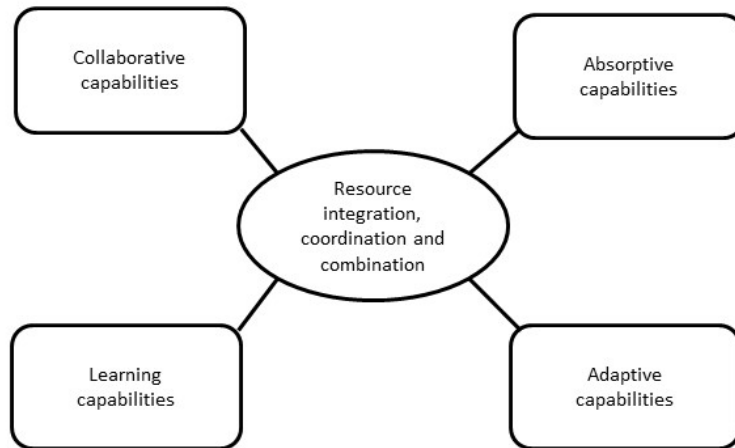 Collaborative
capabilities
Absorptive
capabilities
Resource
integration,
coordination and
combination
Learning
capabilities
Adaptive
capabilities